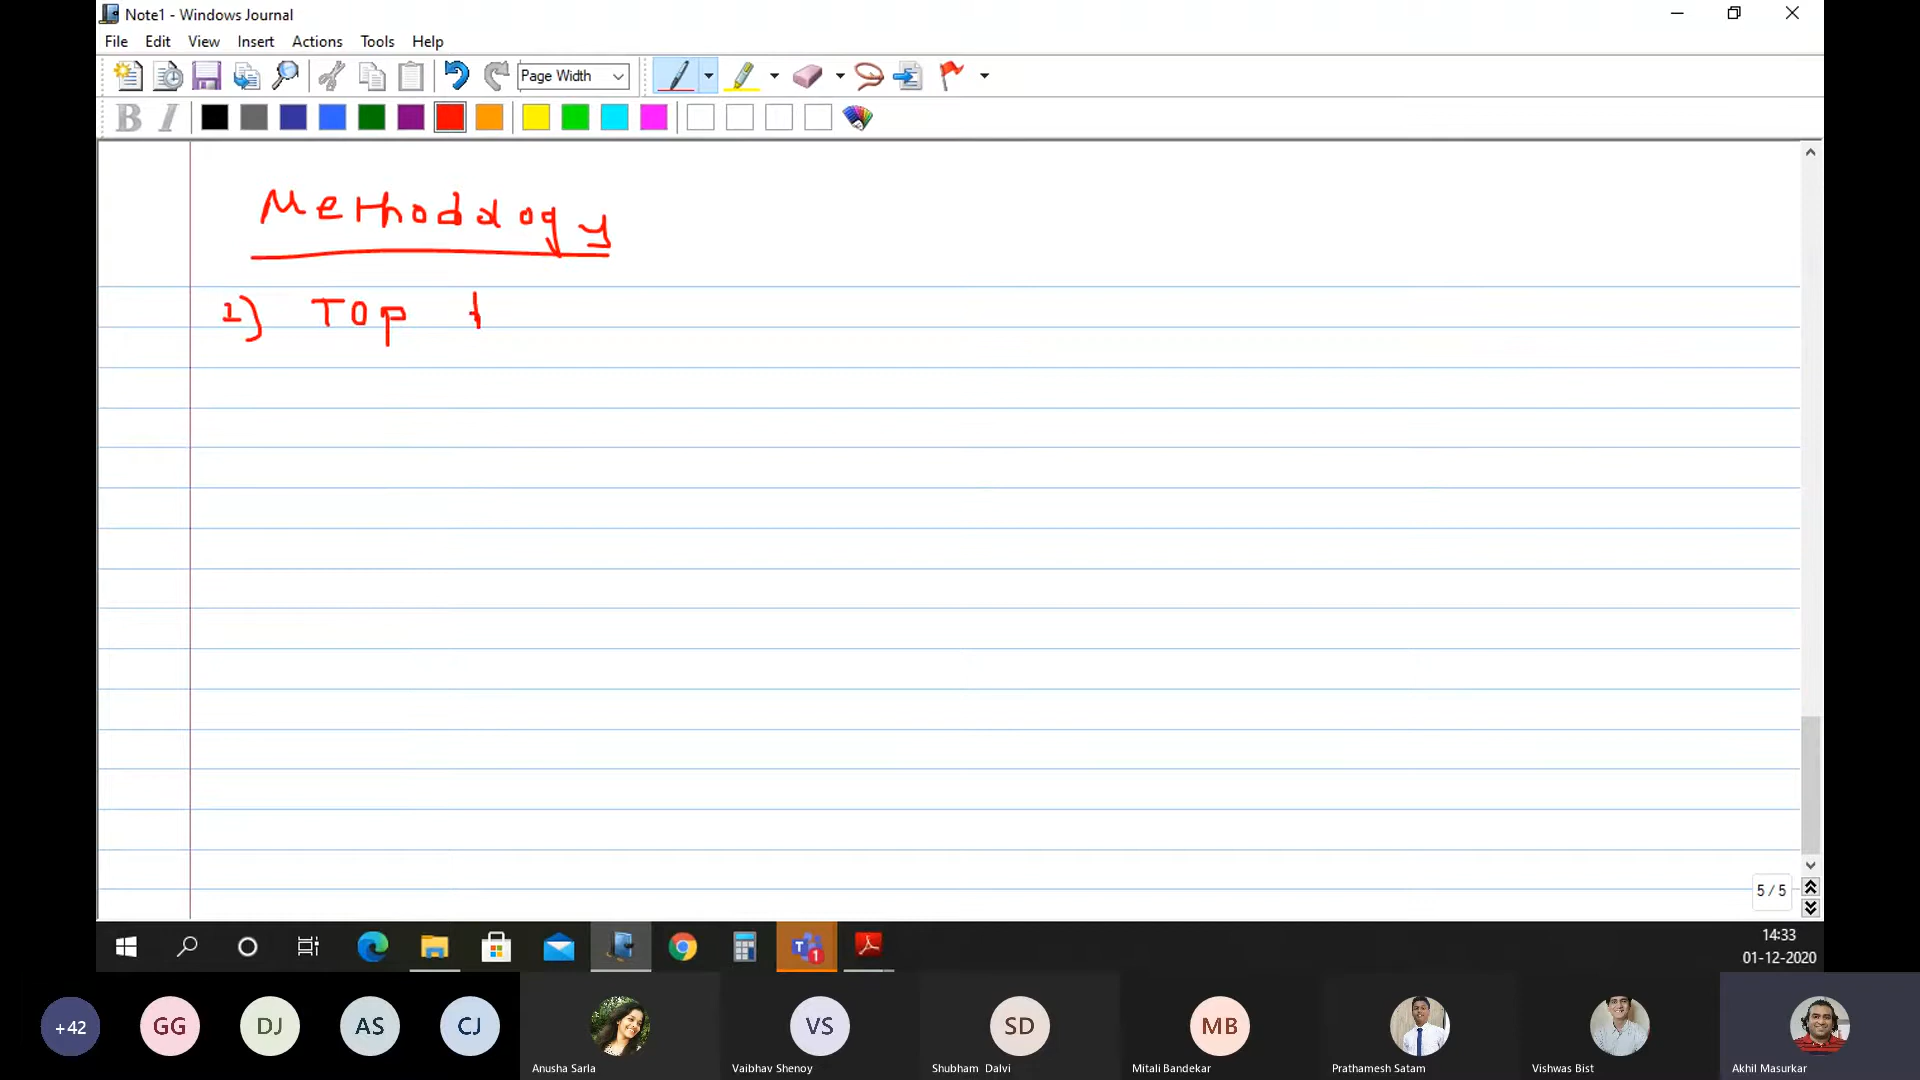 Note1 - Windows Journal
File Edit View Insert Actions Tools Help
Page Width
B I
Methodology
1) Top
5 / 5
14:33
01-12-2020
1
+42 GG DJ AS CJ VS SD MB
Anusha Sarla Vaibhav Shenoy Shubham Dalvi Mitali Bandekar Prathamesh Satam Vishwas Bist Akhil Masurkar